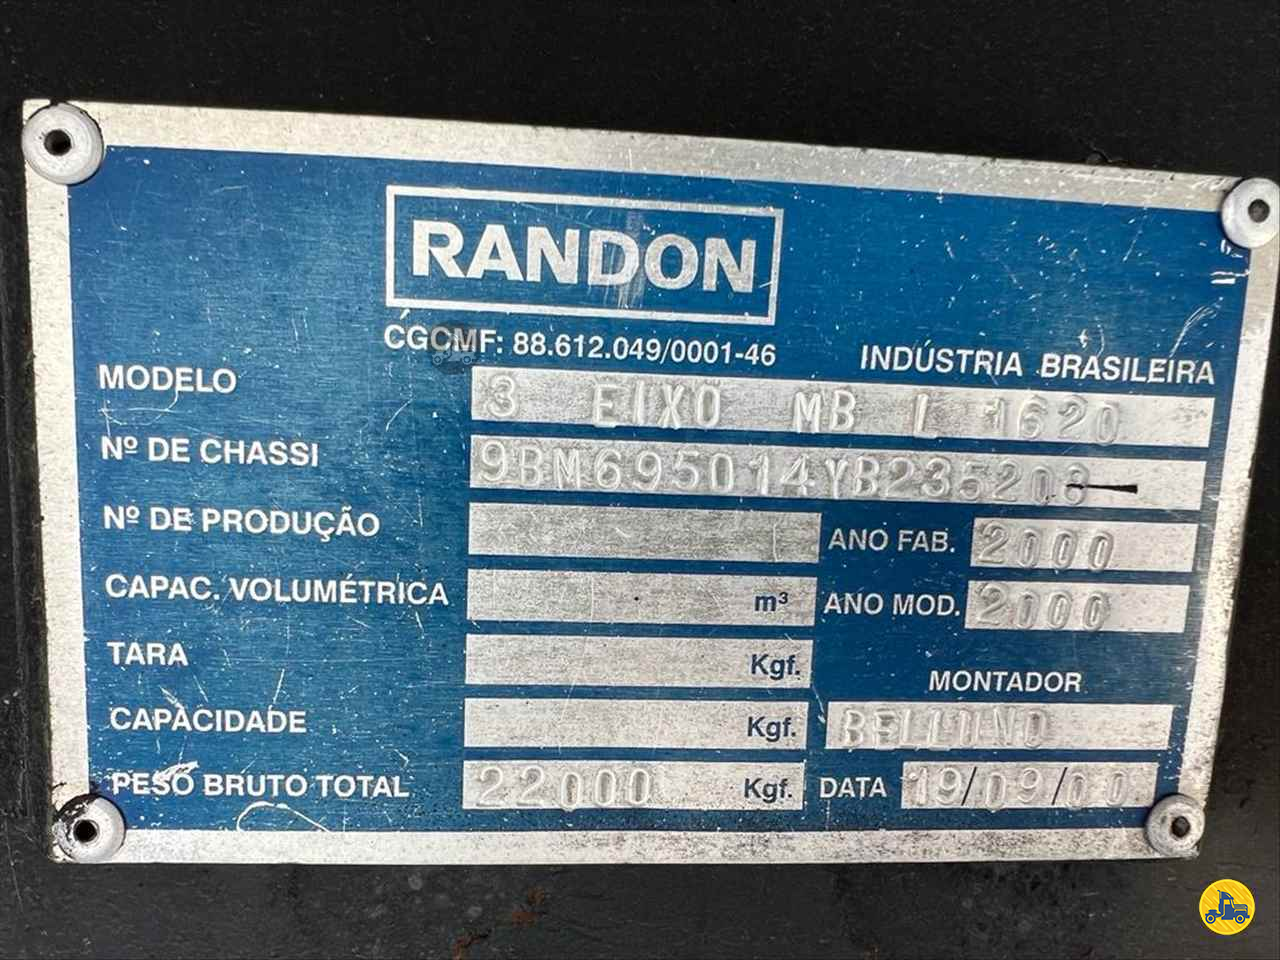 RANDON
CGCMF: 88.612.049/0001-46
INDÚSTRIA BRASILEIRA
MODELO 3 EIXO MB L 1620
Nº DE CHASSI 9BM695014YB235206
Nº DE PRODUÇÃO
ANO FAB. 2000
CAPAC. VOLUMÉTRICA m³
ANO MOD. 2000
TARA Kgf.
MONTADOR
CAPACIDADE Kgf.
PESO BRUTO TOTAL 22000 Kgf.
DATA 19/09/00